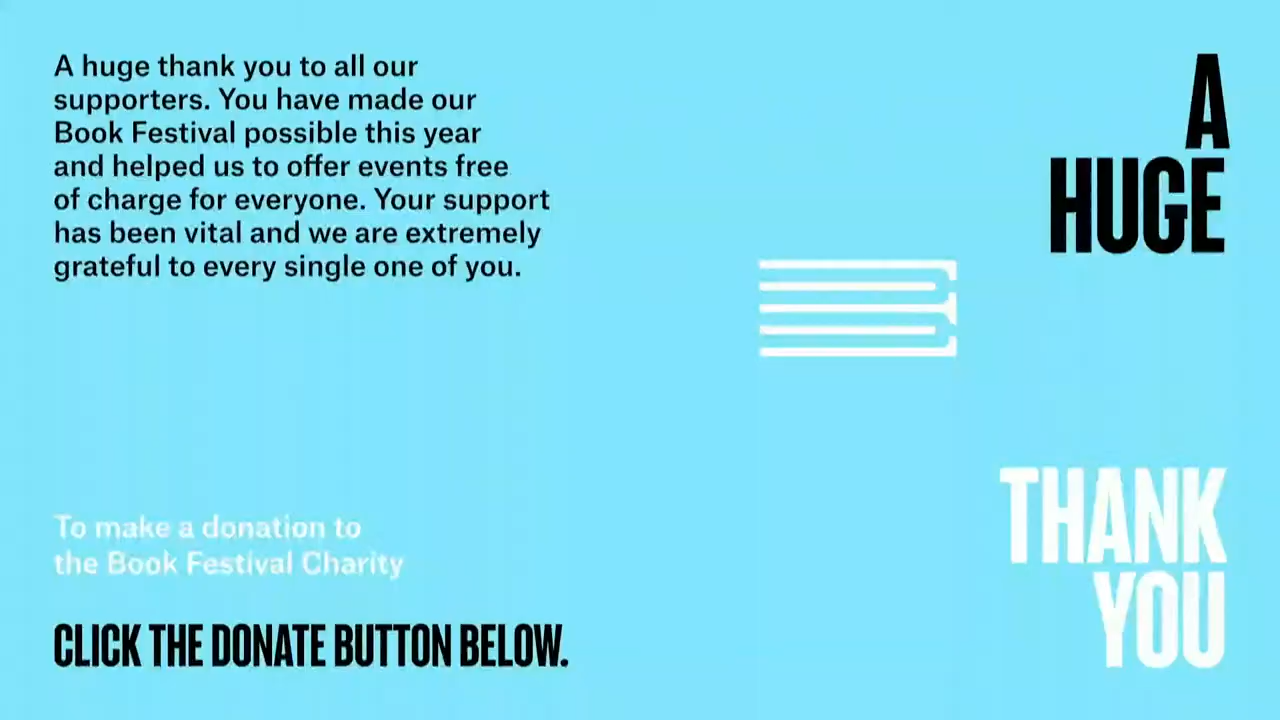 A huge thank you to all our
supporters. You have made our
Book Festival possible this year
and helped us to offer events free
of charge for everyone. Your support
has been vital and we are extremely
grateful to every single one of you.
To make a donation to
the Book Festival Charity
CLICK THE DONATE BUTTON BELOW.
A
HUGE
THANK
YOU